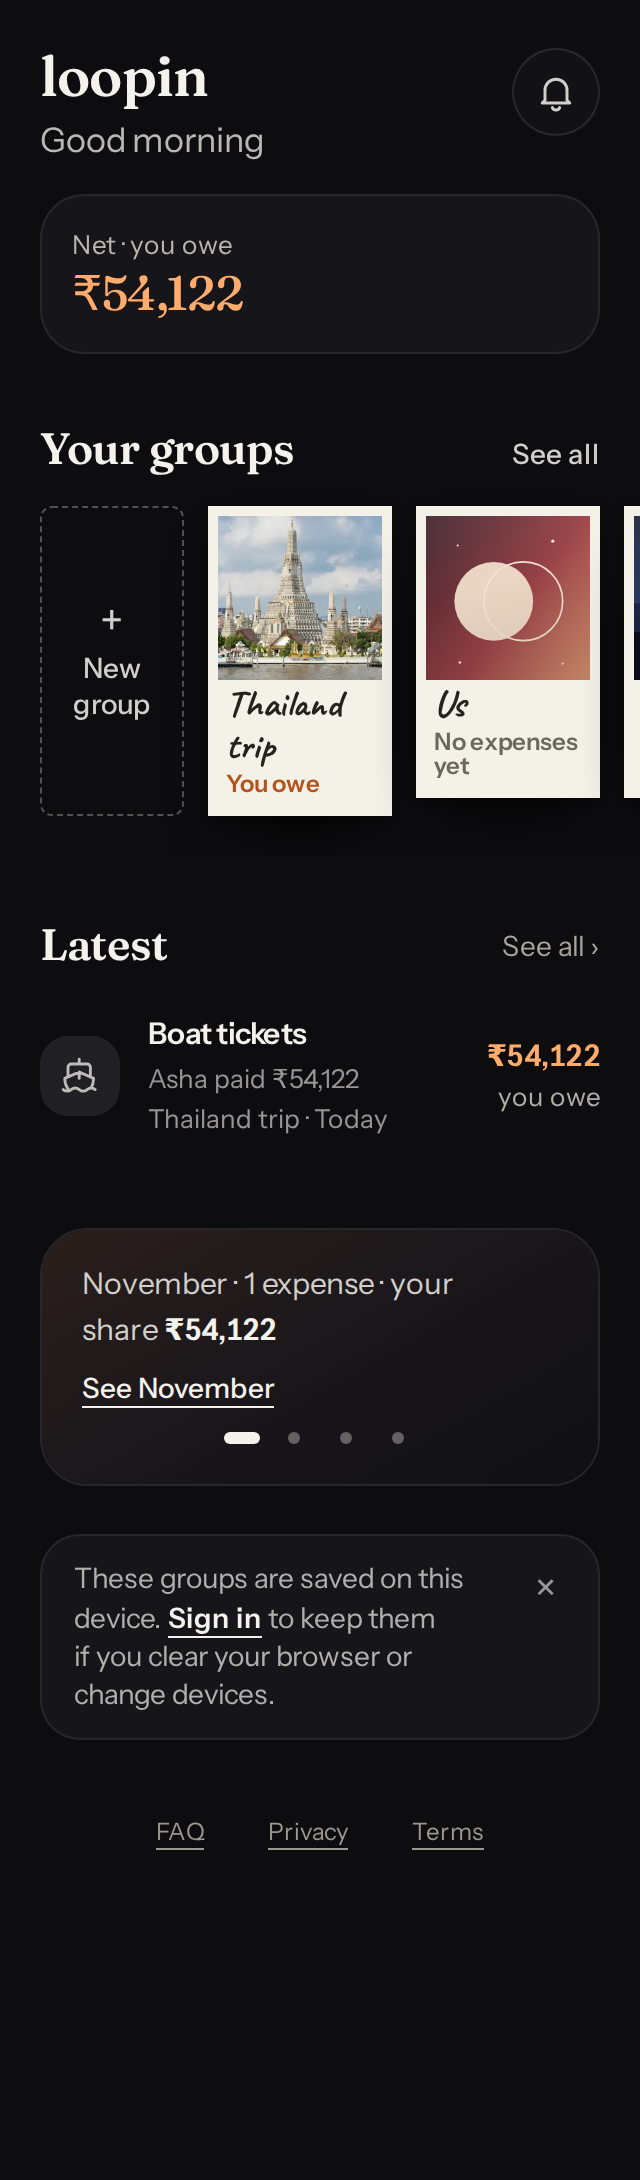 loopin
Good morning
Net · you owe
₹54,122
Your groups
See all
+
New
group
Thailand
trip
You owe
Us
No expenses
yet
Latest
See all ›
Boat tickets
Asha paid ₹54,122
Thailand trip · Today
₹54,122
you owe
November · 1 expense · your
share ₹54,122
See November
These groups are saved on this
device. Sign in to keep them
if you clear your browser or
change devices.
×
FAQ
Privacy
Terms